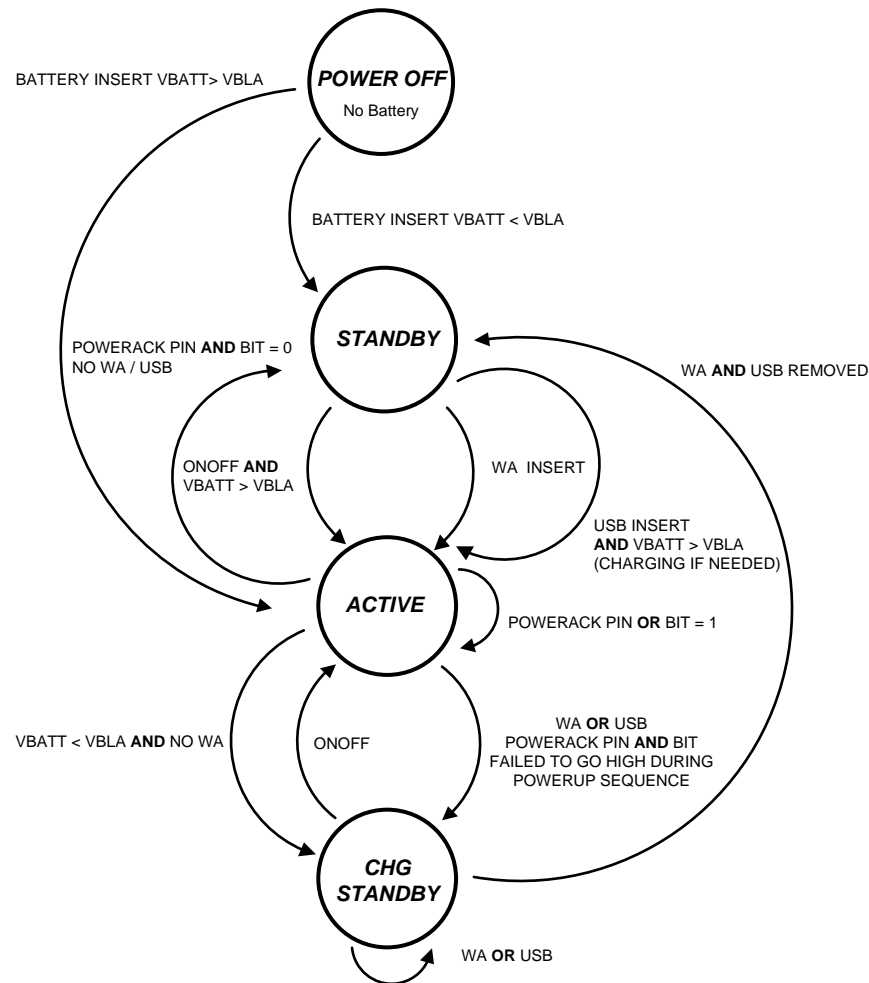 POWER OFF
No Battery
BATTERY INSERT VBATT> VBLA
BATTERY INSERT VBATT < VBLA
STANDBY
POWERACK PIN AND BIT = 0
NO WA / USB
WA AND USB REMOVED
ONOFF AND
VBATT > VBLA
WA INSERT
USB INSERT
AND VBATT > VBLA
(CHARGING IF NEEDED)
ACTIVE
POWERACK PIN OR BIT = 1
VBATT < VBLA AND NO WA
ONOFF
WA OR USB
POWERACK PIN AND BIT
FAILED TO GO HIGH DURING
POWERUP SEQUENCE
CHG
STANDBY
WA OR USB